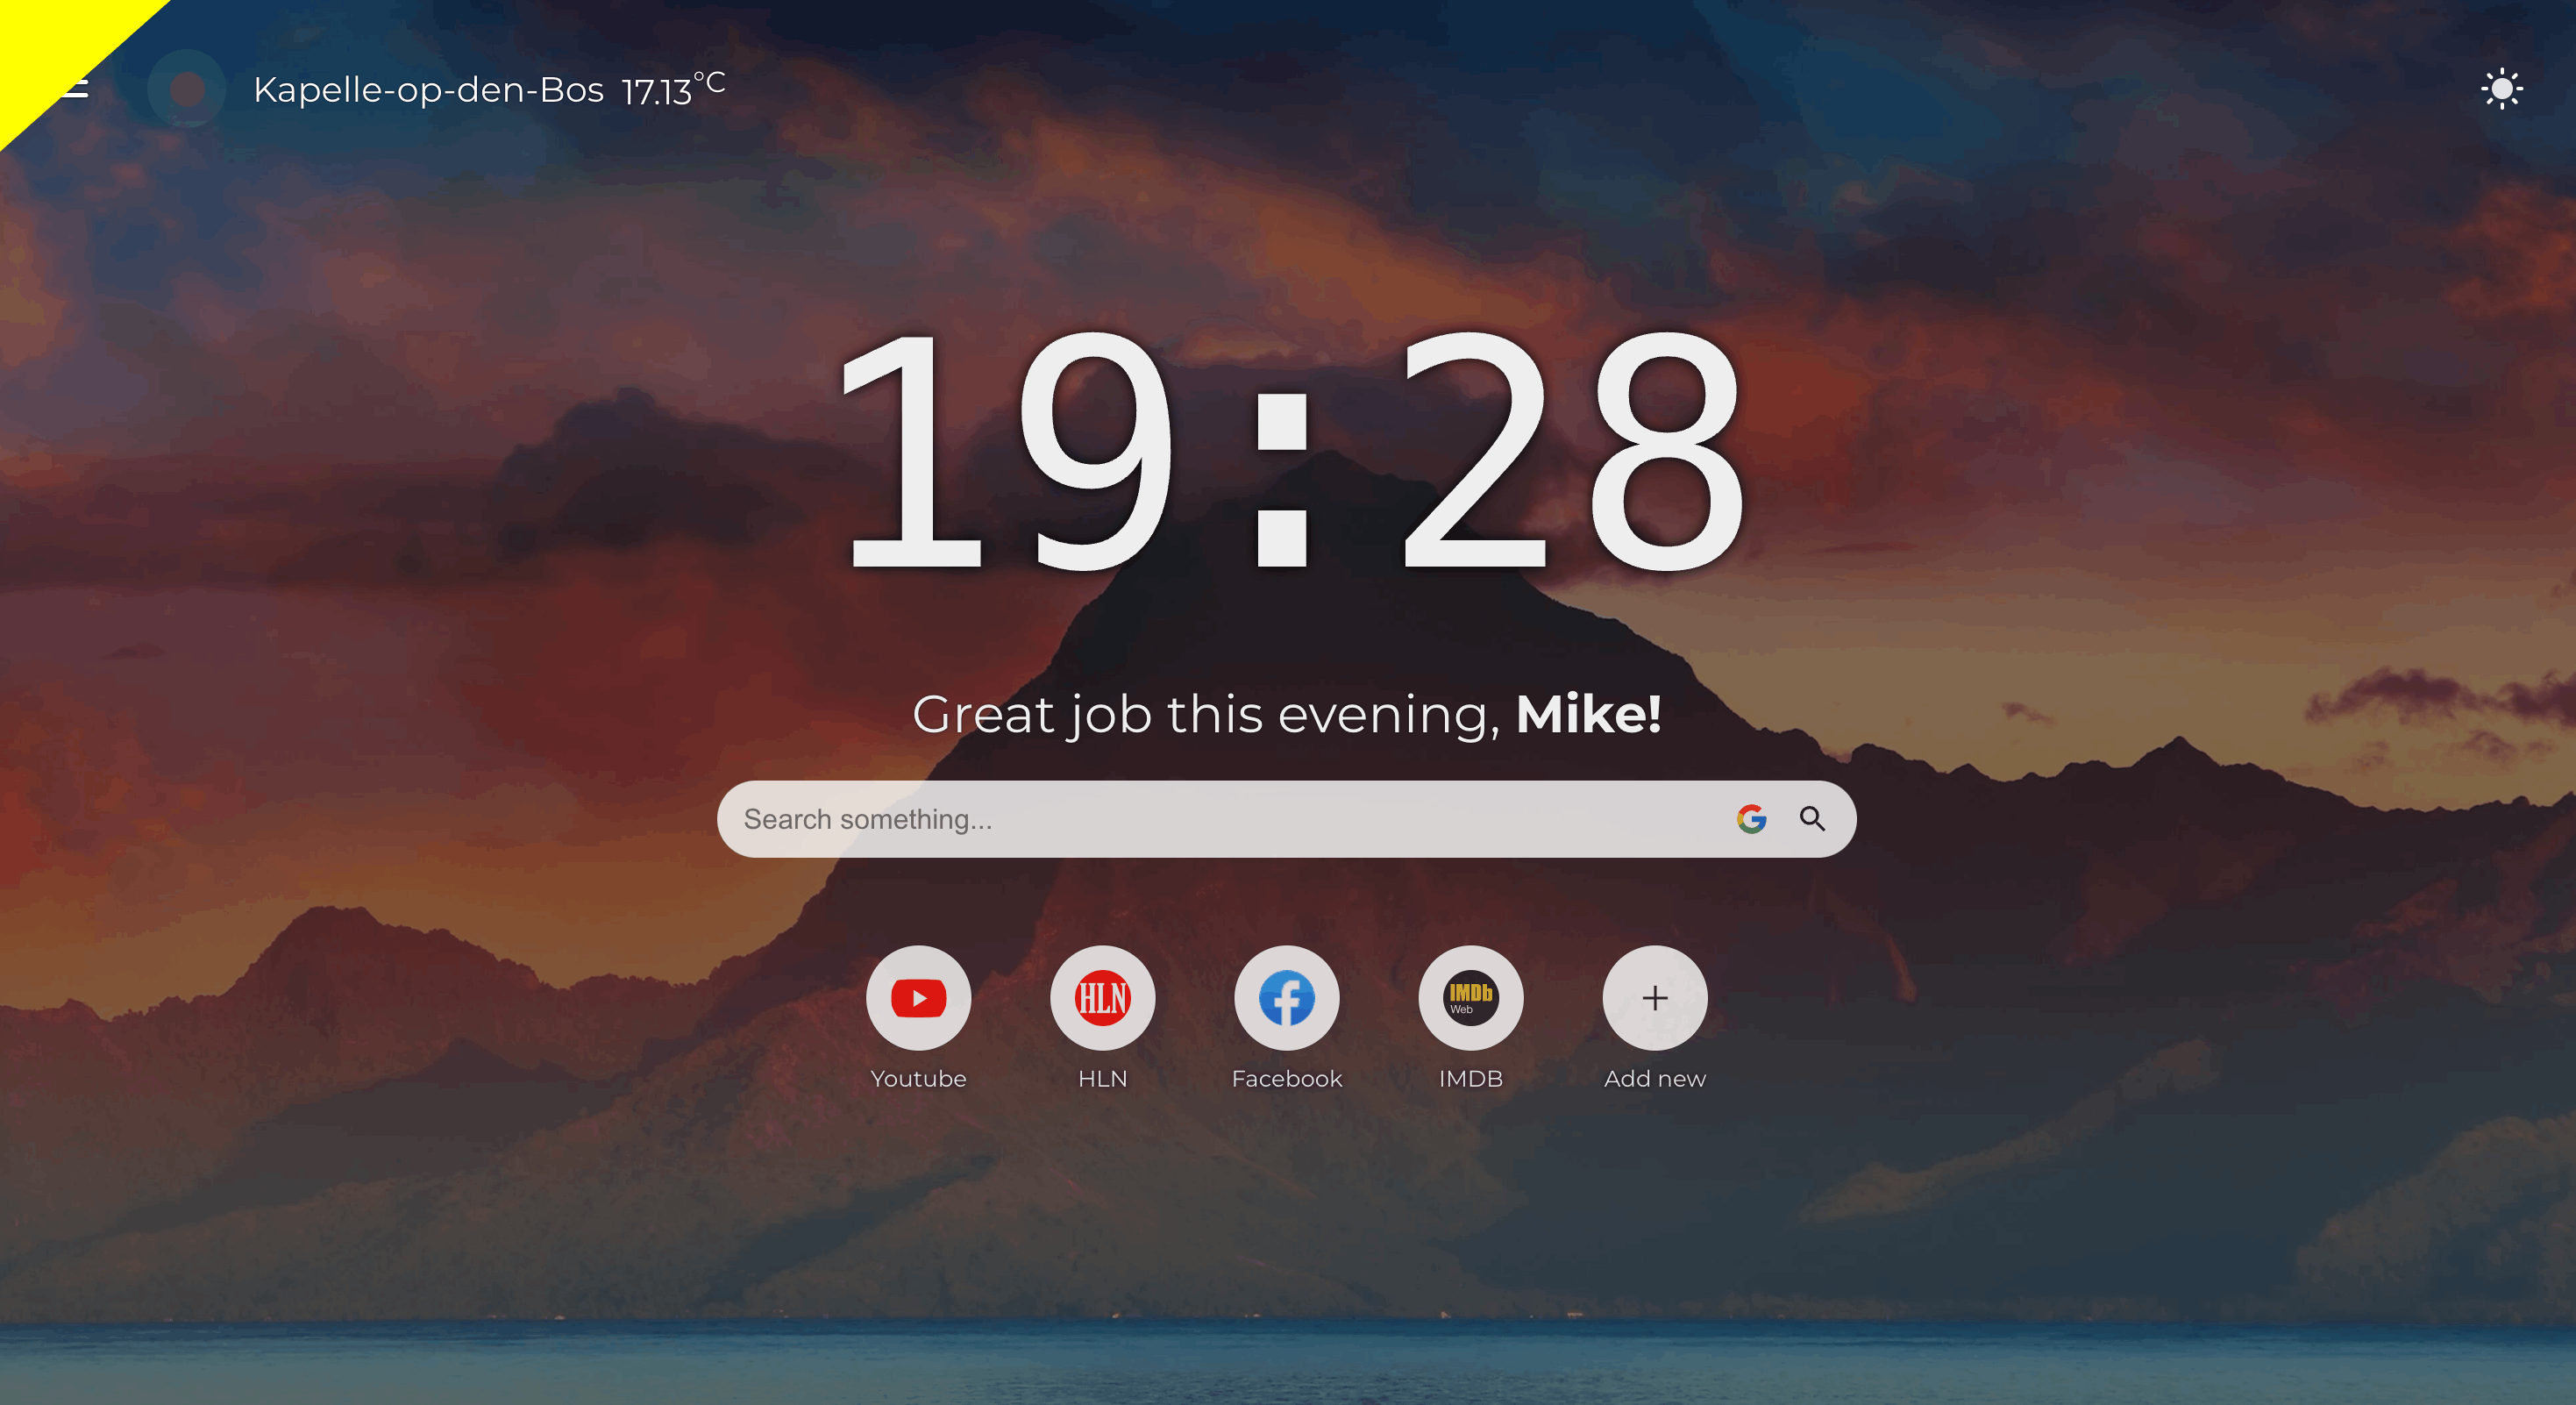 Kapelle-op-den-Bos 17.13°C
19:28
Great job this evening, Mike!
Search something...
HLN
IMDb
Web
Youtube
HLN
Facebook
IMDB
Add new